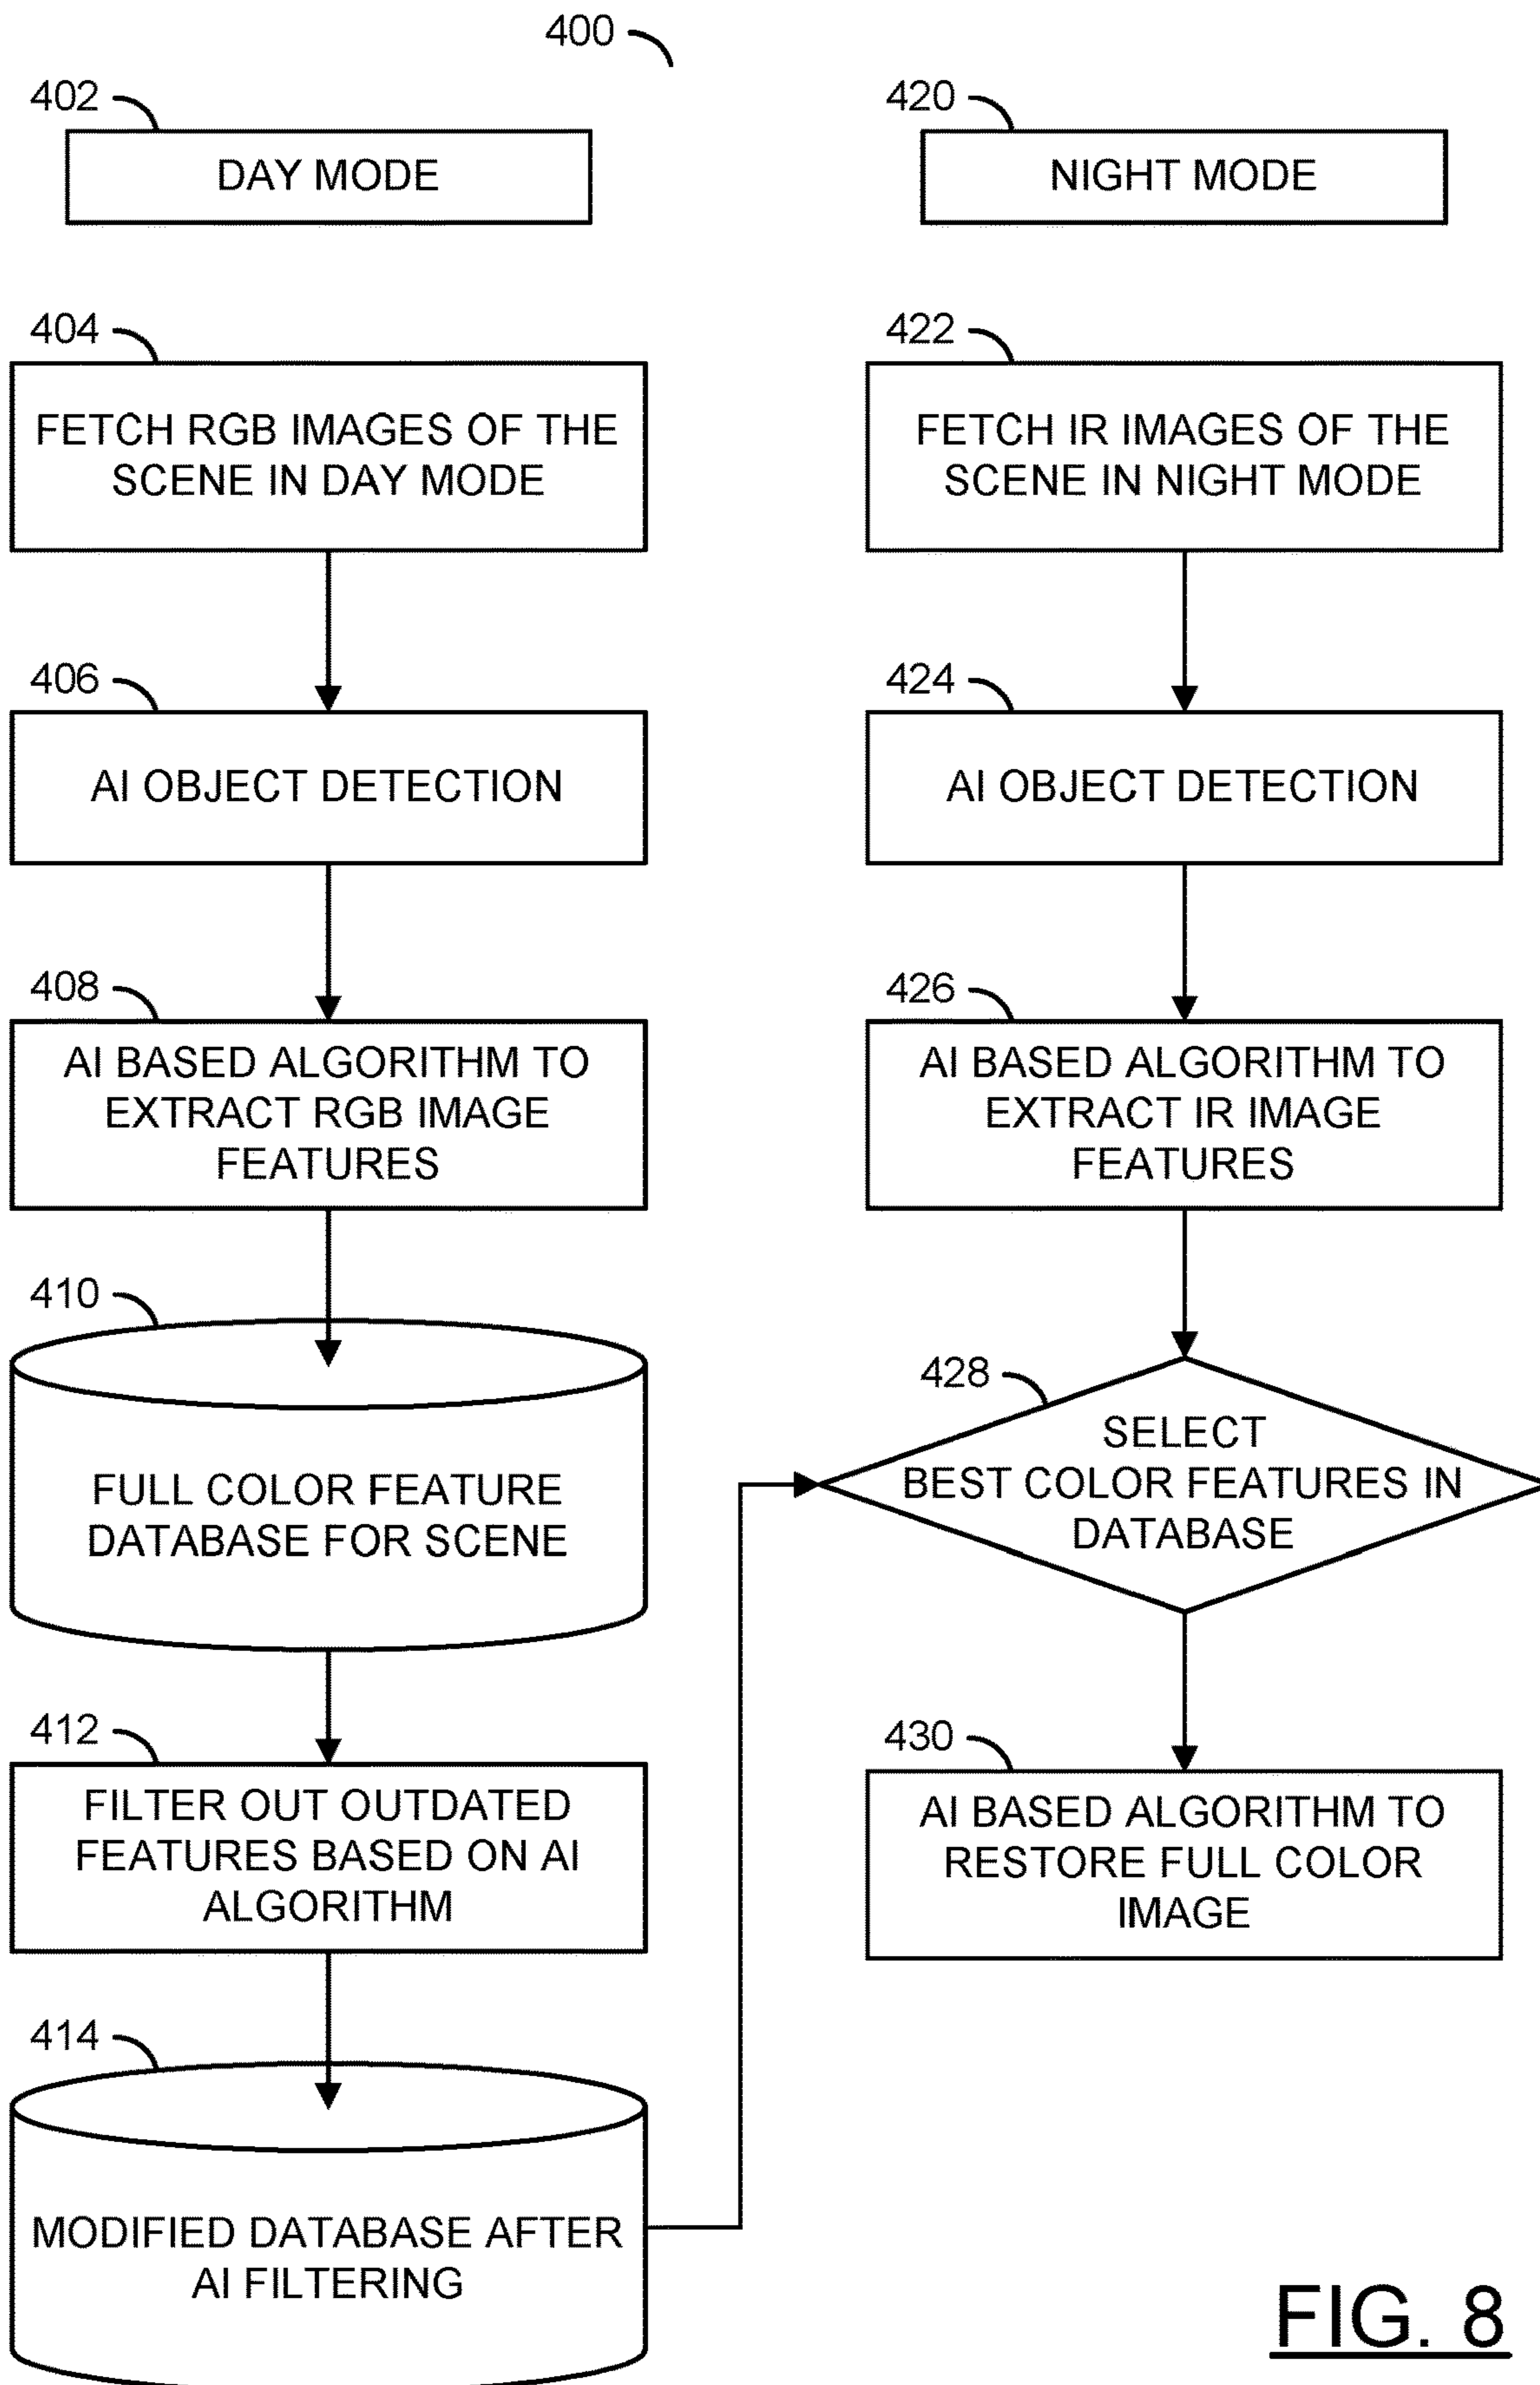 400
402
DAY MODE
404
FETCH RGB IMAGES OF THE
SCENE IN DAY MODE
406
AI OBJECT DETECTION
408
AI BASED ALGORITHM TO
EXTRACT RGB IMAGE
FEATURES
410
FULL COLOR FEATURE
DATABASE FOR SCENE
412
FILTER OUT OUTDATED
FEATURES BASED ON AI
ALGORITHM
414
MODIFIED DATABASE AFTER
AI FILTERING
420
NIGHT MODE
422
FETCH IR IMAGES OF THE
SCENE IN NIGHT MODE
424
AI OBJECT DETECTION
426
AI BASED ALGORITHM TO
EXTRACT IR IMAGE
FEATURES
428
SELECT
BEST COLOR FEATURES IN
DATABASE
430
AI BASED ALGORITHM TO
RESTORE FULL COLOR
IMAGE
FIG. 8